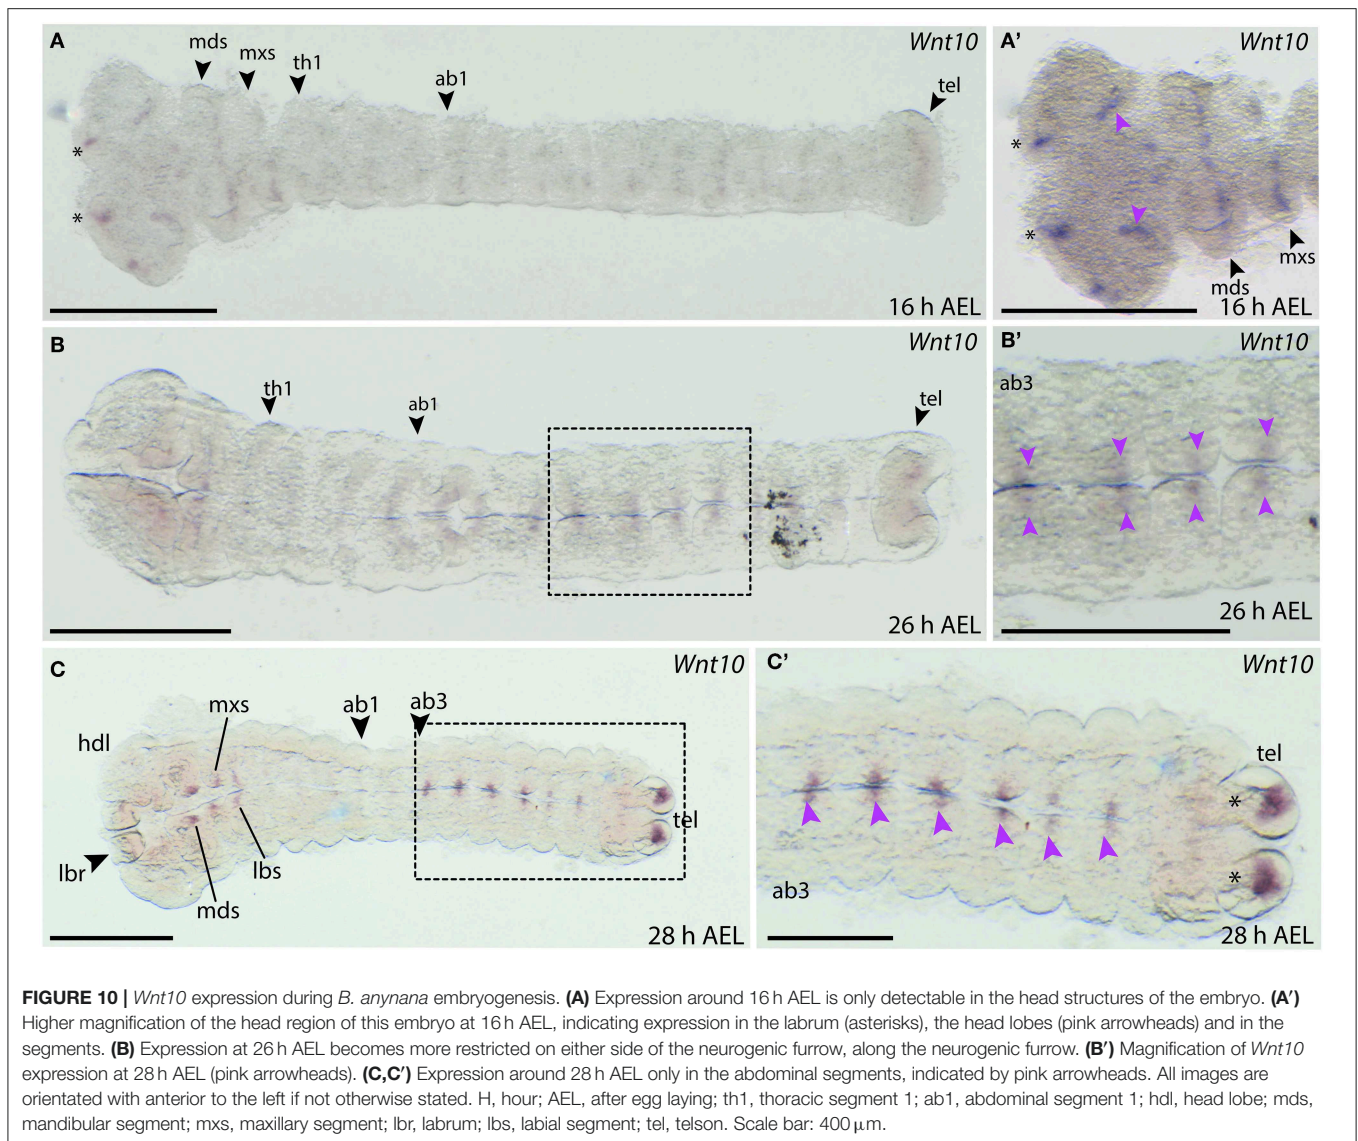 A
mds
mxs
th1
ab1
tel
Wnt10
*
*
16 h AEL
A'
Wnt10
*
*
mxs
mds
16 h AEL
B
th1
ab1
tel
Wnt10
26 h AEL
B'
Wnt10
ab3
26 h AEL
C
Wnt10
mxs
ab1
ab3
hdl
tel
lbr
lbs
mds
28 h AEL
C'
Wnt10
tel
*
*
ab3
28 h AEL
FIGURE 10 | Wnt10 expression during B. anynana embryogenesis. (A) Expression around 16 h AEL is only detectable in the head structures of the embryo. (A′)
Higher magnification of the head region of this embryo at 16 h AEL, indicating expression in the labrum (asterisks), the head lobes (pink arrowheads) and in the
segments. (B) Expression at 26 h AEL becomes more restricted on either side of the neurogenic furrow, along the neurogenic furrow. (B′) Magnification of Wnt10
expression at 28 h AEL (pink arrowheads). (C,C′) Expression around 28 h AEL only in the abdominal segments, indicated by pink arrowheads. All images are
orientated with anterior to the left if not otherwise stated. H, hour; AEL, after egg laying; th1, thoracic segment 1; ab1, abdominal segment 1; hdl, head lobe; mds,
mandibular segment; mxs, maxillary segment; lbr, labrum; lbs, labial segment; tel, telson. Scale bar: 400 μm.